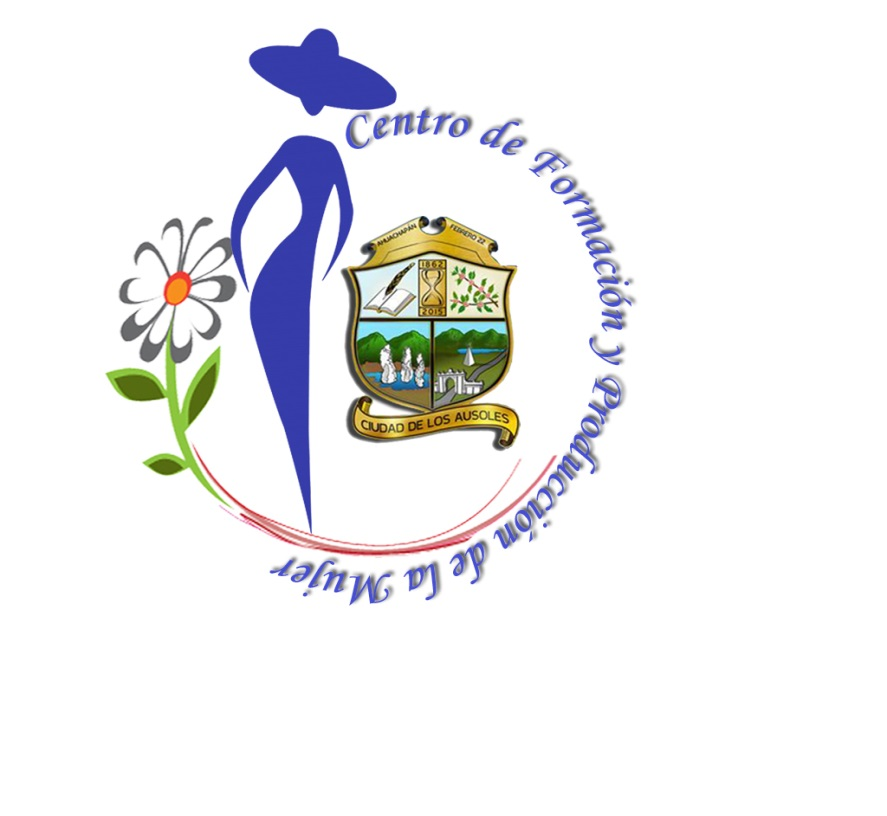 Centro de Formación y Producción de la Mujer
AHUACHAPÁN FEBRERO 22
1862
2015
CIUDAD DE LOS AUSOLES